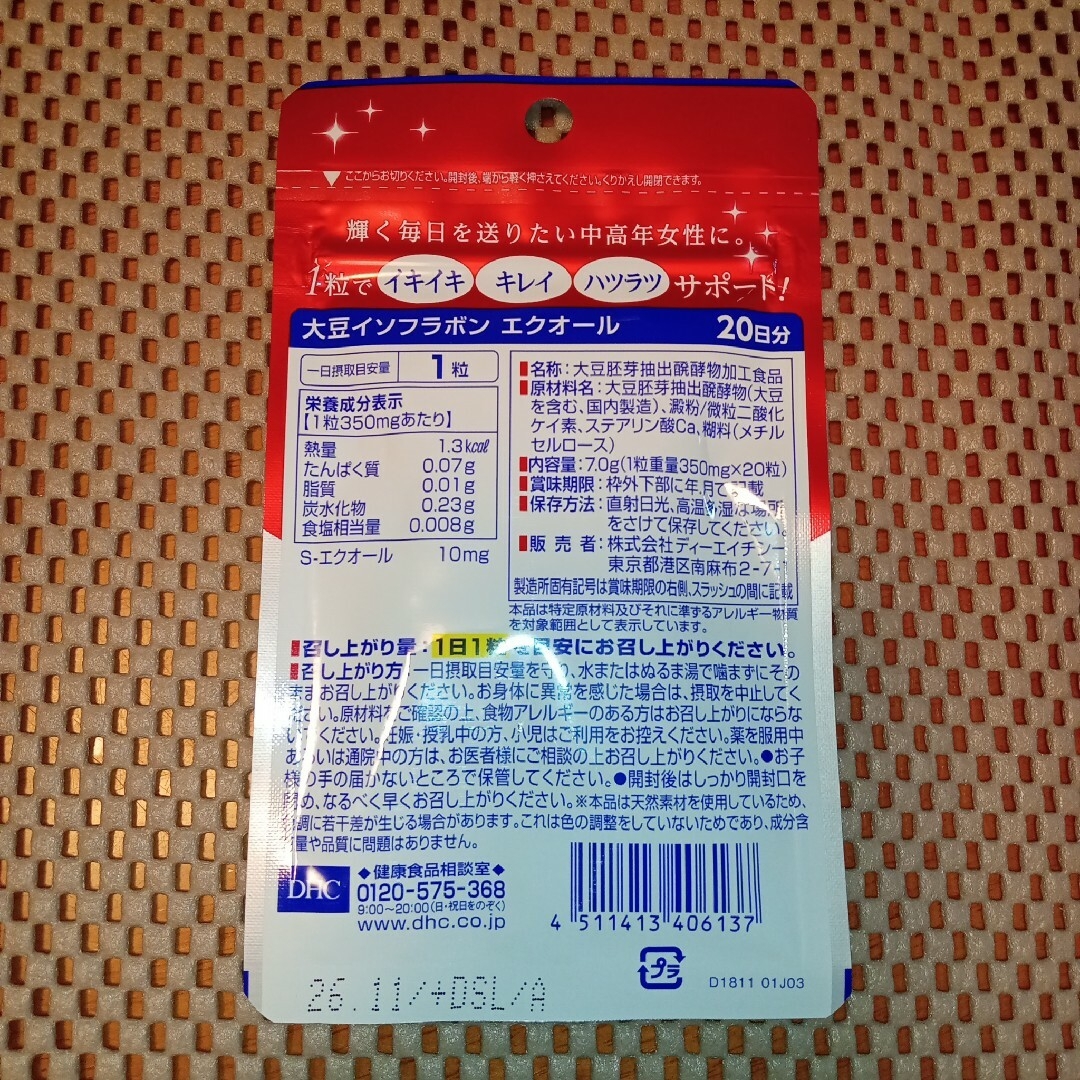 ここからお切りください。開封後、端から軽く押さえてください。くりかえし開閉できます。
輝く毎日を送りたい中高年女性に。
1粒で イキイキ キレイ ハツラツ サポート!
大豆イソフラボン エクオール 20日分
一日摂取目安量 1粒
栄養成分表示
【1粒350mgあたり】
熱量 1.3kcal
たんぱく質 0.07g
脂質 0.01g
炭水化物 0.23g
食塩相当量 0.008g
S-エクオール 10mg
名称:大豆胚芽抽出醗酵物加工食品
原材料名:大豆胚芽抽出醗酵物(大豆
を含む、国内製造)、澱粉/微粒二酸化
ケイ素、ステアリン酸Ca、糊料(メチル
セルロース)
内容量:7.0g(1粒重量350mg×20粒)
賞味期限:枠外下部に年月で記載
保存方法:直射日光、高温多湿な場所
をさけて保存してください。
販売者:株式会社ディーエイチシー
東京都港区南麻布2-7-1
製造所固有記号は賞味期限の右側、スラッシュの間に記載
本品は特定原材料及びそれに準ずるアレルギー物質
を対象範囲として表示しています。
召し上がり量:1日1粒を目安にお召し上がりください。
召し上がり方:一日摂取目安量を守り、水またはぬるま湯で噛まずにその
ままお召し上がりください。お身体に異常を感じた場合は、摂取を中止してく
ださい。原材料をご確認の上、食物アレルギーのある方はお召し上がりにならな
いでください。妊娠・授乳中の方、小児はご利用をお控えください。薬を服用中
あるいは通院中の方は、お医者様にご相談の上お召し上がりください。●お子
様の手の届かないところで保管してください。●開封後はしっかり開封口を
閉め、なるべく早くお召し上がりください。※本品は天然素材を使用しているため、
色調に若干差が生じる場合があります。これは色の調整をしていないためであり、成分含
有量や品質に問題はありません。
DHC
◆健康食品相談室◆
0120-575-368
9:00〜20:00(日・祝日をのぞく)
www.dhc.co.jp
4 511413 406137
プラ
D1811 01J03
26.11/+DSL/A